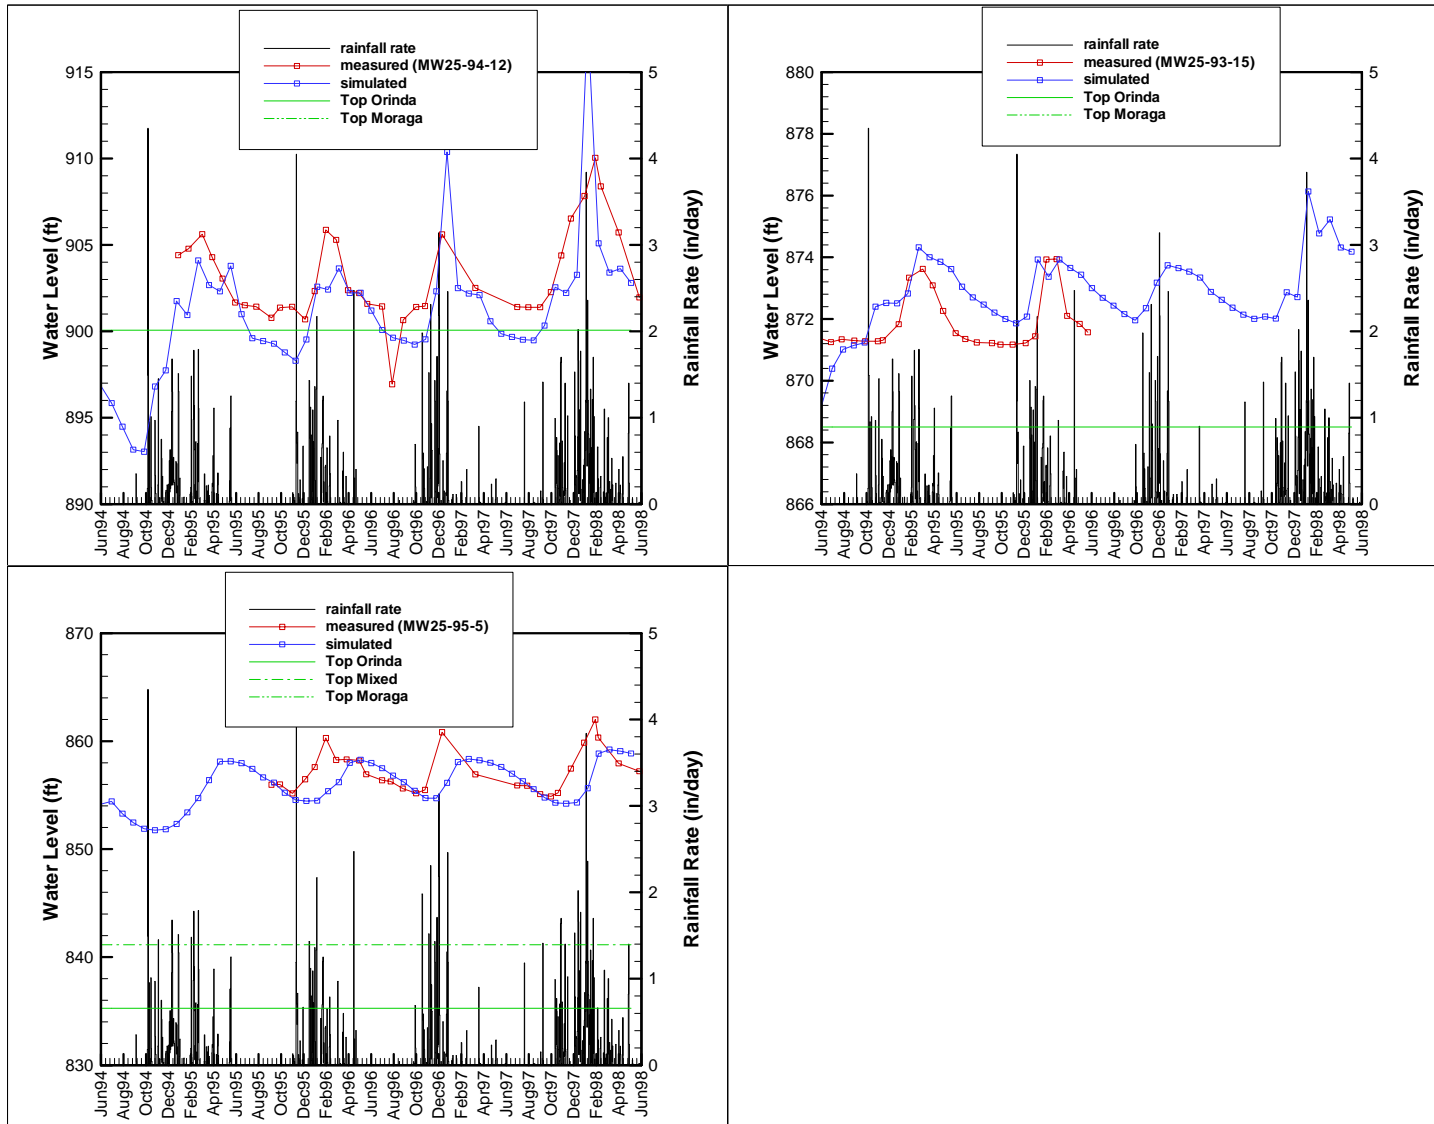 rainfall rate
measured (MW25-94-12)
simulated
Top Orinda
Top Moraga
915
910
905
900
895
890
Water Level (ft)
5
4
3
2
1
0
Rainfall Rate (in/day)
Jun94
Aug94
Oct94
Dec94
Feb95
Apr95
Jun95
Aug95
Oct95
Dec95
Feb96
Apr96
Jun96
Aug96
Oct96
Dec96
Feb97
Apr97
Jun97
Aug97
Oct97
Dec97
Feb98
Apr98
Jun98
rainfall rate
measured (MW25-93-15)
simulated
Top Orinda
Top Moraga
880
878
876
874
872
870
868
866
Water Level (ft)
5
4
3
2
1
0
Rainfall Rate (in/day)
Jun94
Aug94
Oct94
Dec94
Feb95
Apr95
Jun95
Aug95
Oct95
Dec95
Feb96
Apr96
Jun96
Aug96
Oct96
Dec96
Feb97
Apr97
Jun97
Aug97
Oct97
Dec97
Feb98
Apr98
Jun98
rainfall rate
measured (MW25-95-5)
simulated
Top Orinda
Top Mixed
Top Moraga
870
860
850
840
830
Water Level (ft)
5
4
3
2
1
0
Rainfall Rate (in/day)
Jun94
Aug94
Oct94
Dec94
Feb95
Apr95
Jun95
Aug95
Oct95
Dec95
Feb96
Apr96
Jun96
Aug96
Oct96
Dec96
Feb97
Apr97
Jun97
Aug97
Oct97
Dec97
Feb98
Apr98
Jun98